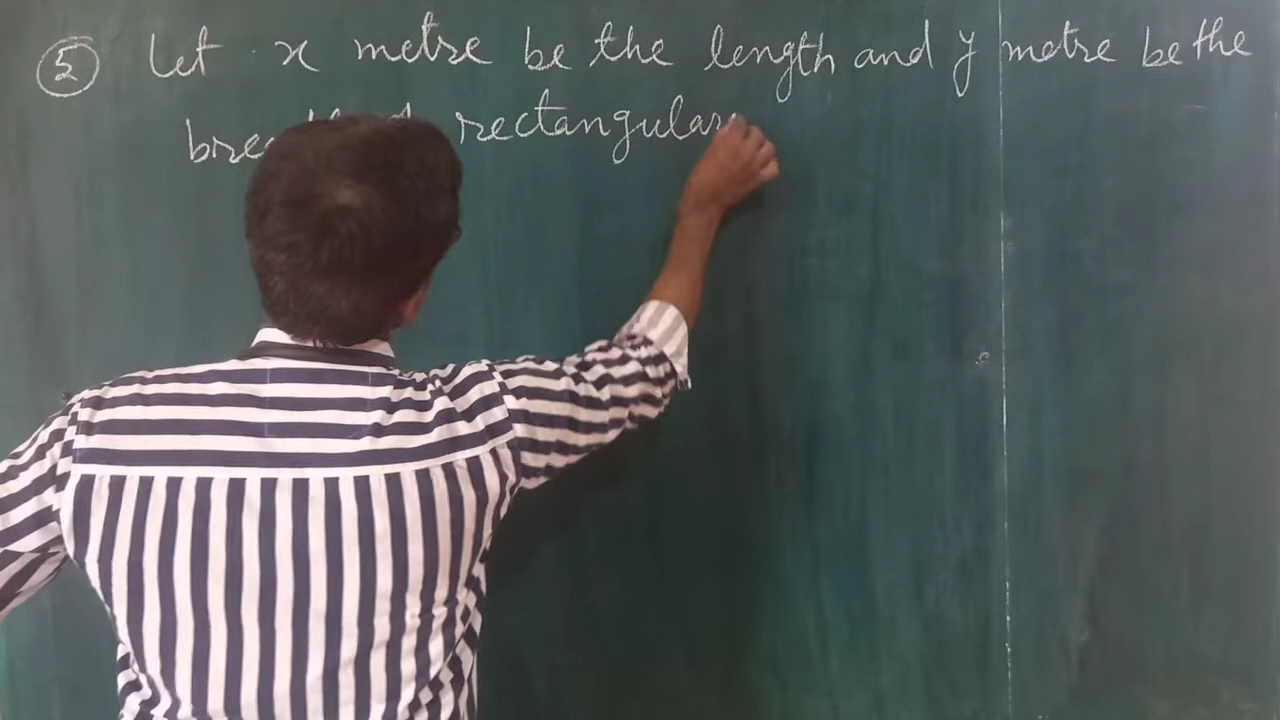 ⑤ Let x metre be the length and y metre be the
rectangular